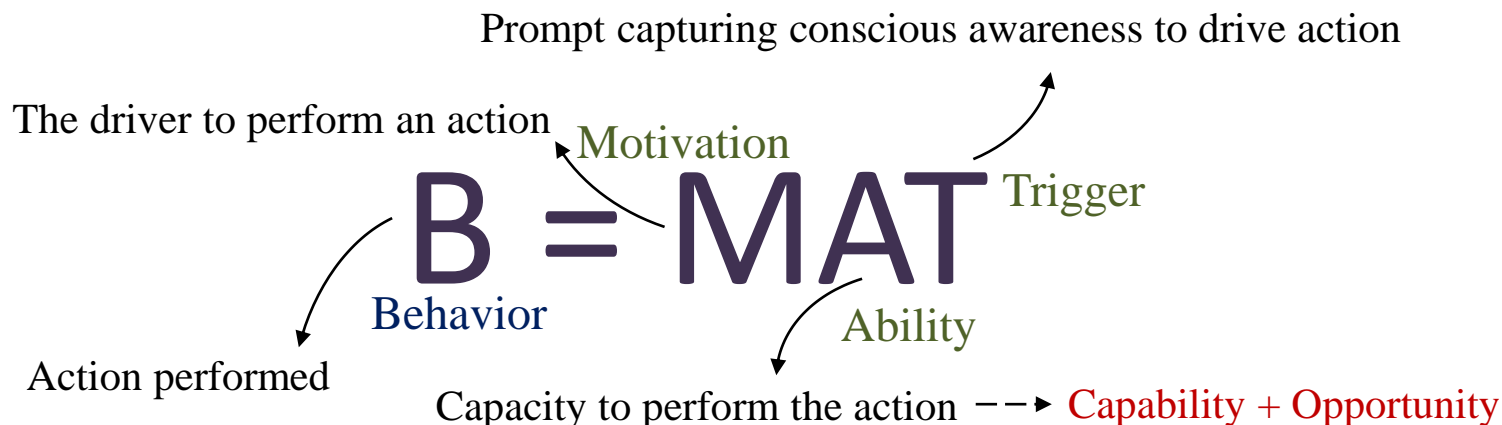 Prompt capturing conscious awareness to drive action
The driver to perform an action
Motivation
B = MAT
Trigger
Behavior
Ability
Action performed
Capacity to perform the action
Capability + Opportunity